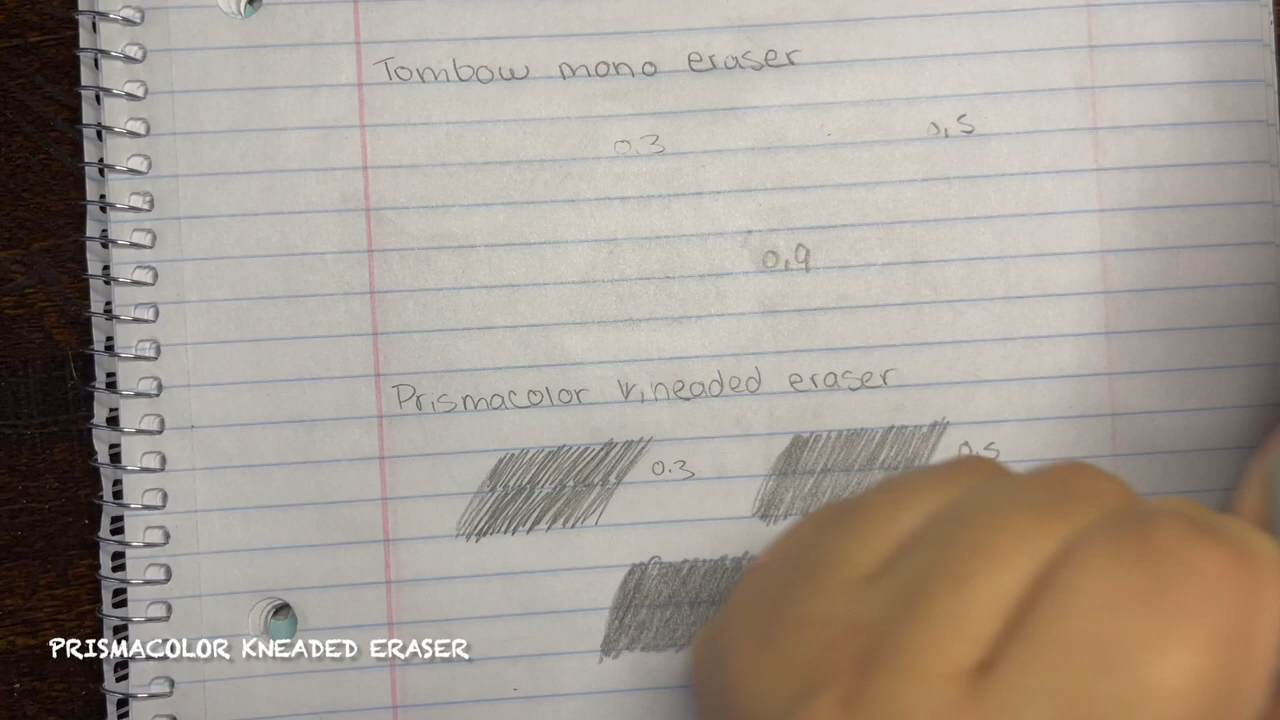 Tombow mono eraser
0.3
0.5
0.9
Prismacolor kneaded eraser
0.3
0.5
PRISMACOLOR KNEADED ERASER